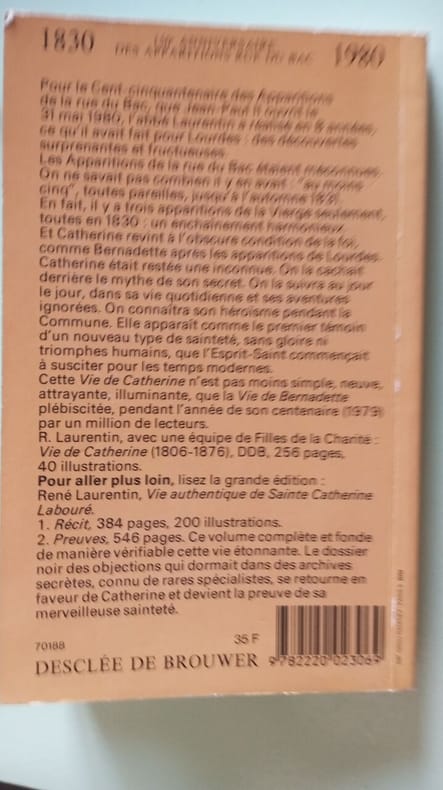 1830 150e ANNIVERSAIRE 1980
DES APPARITIONS RUE DU BAC
Pour le Cent-cinquantenaire des Apparitions
de la rue du Bac, que Jean-Paul II
31 mai 1980, l'abbé Laurentin a réalisé en 8 années,
ce qu'il avait fait pour Lourdes : des découvertes
surprenantes et fructueuses.
Les Apparitions de la rue du Bac étaient méconnues.
On ne savait pas combien il y en avait : "au moins
cinq", toutes pareilles, jusqu'à l'automne 1831.
En fait, il y a trois apparitions de la Vierge seulement,
toutes en 1830 : un enchaînement harmonieux.
Et Catherine revint à l'obscure condition de la foi,
comme Bernadette après les apparitions de Lourdes.
Catherine était restée une inconnue. On la cachait
derrière le mythe de son secret. On la suivra au jour
le jour, dans sa vie quotidienne et ses aventures
ignorées. On connaîtra son héroïsme pendant la
Commune. Elle apparaît comme le premier témoin
d'un nouveau type de sainteté, sans gloire ni
triomphes humains, que l'Esprit-Saint commençait
à susciter pour les temps modernes.
Cette Vie de Catherine n'est pas moins simple, neuve,
attrayante, illuminante, que la Vie de Bernadette
plébiscitée, pendant l'année de son centenaire (1979)
par un million de lecteurs.
R. Laurentin, avec une équipe de Filles de la Charité :
Vie de Catherine (1806-1876), DDB, 256 pages,
40 illustrations.
Pour aller plus loin, lisez la grande édition :
René Laurentin, Vie authentique de Sainte Catherine
Labouré.
1. Récit, 384 pages, 200 illustrations.
2. Preuves, 546 pages. Ce volume complète et fonde
de manière vérifiable cette vie étonnante. Le dossier
noir des objections qui dormait dans des archives
secrètes, connu de rares spécialistes, se retourne en
faveur de Catherine et devient la preuve de sa
merveilleuse sainteté.
70188 35 F
DESCLÉE DE BROUWER 9782220023069